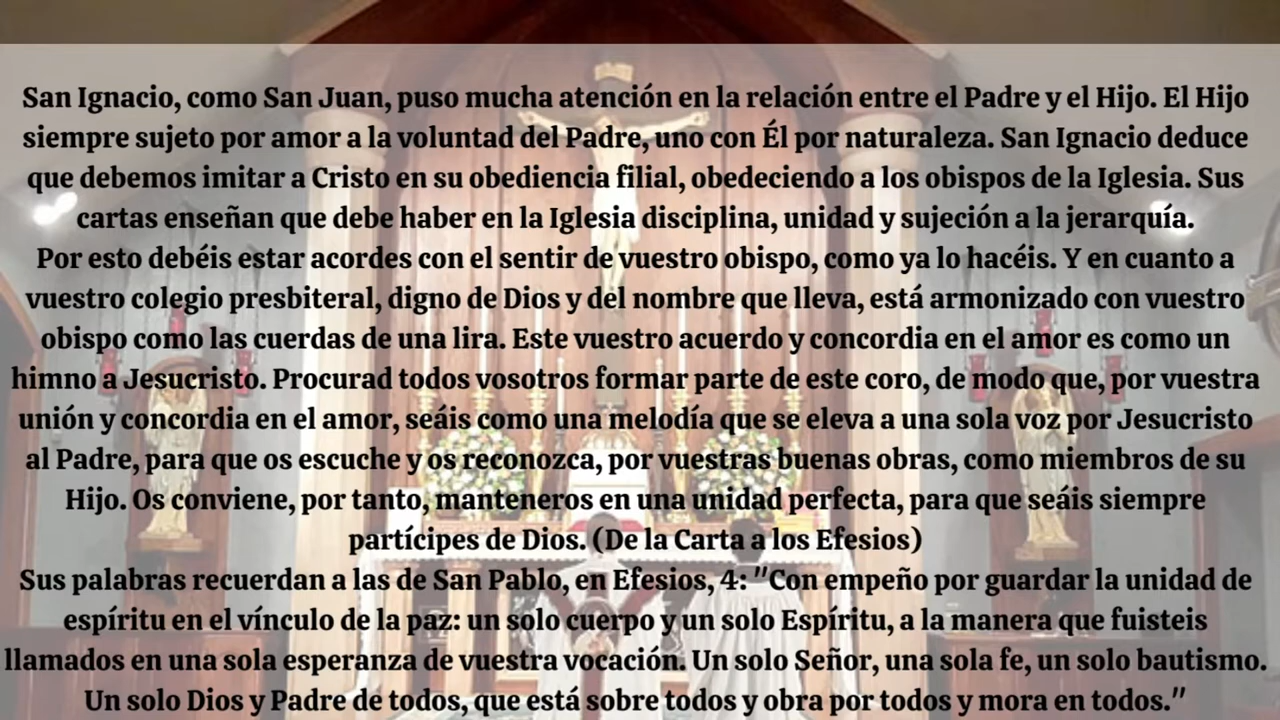 San Ignacio, como San Juan, puso mucha atención en la relación entre el Padre y el Hijo. El Hijo
siempre sujeto por amor a la voluntad del Padre, uno con Él por naturaleza. San Ignacio deduce
que debemos imitar a Cristo en su obediencia filial, obedeciendo a los obispos de la Iglesia. Sus
cartas enseñan que debe haber en la Iglesia disciplina, unidad y sujeción a la jerarquía.
Por esto debéis estar acordes con el sentir de vuestro obispo, como ya lo hacéis. Y en cuanto a
vuestro colegio presbiteral, digno de Dios y del nombre que lleva, está armonizado con vuestro
obispo como las cuerdas de una lira. Este vuestro acuerdo y concordia en el amor es como un
himno a Jesucristo. Procurad todos vosotros formar parte de este coro, de modo que, por vuestra
unión y concordia en el amor, seáis como una melodía que se eleva a una sola voz por Jesucristo
al Padre, para que os escuche y os reconozca, por vuestras buenas obras, como miembros de su
Hijo. Os conviene, por tanto, manteneros en una unidad perfecta, para que seáis siempre
partícipes de Dios. (De la Carta a los Efesios)
Sus palabras recuerdan a las de San Pablo, en Efesios, 4: "Con empeño por guardar la unidad de
espíritu en el vínculo de la paz: un solo cuerpo y un solo Espíritu, a la manera que fuisteis
llamados en una sola esperanza de vuestra vocación. Un solo Señor, una sola fe, un solo bautismo.
Un solo Dios y Padre de todos, que está sobre todos y obra por todos y mora en todos."